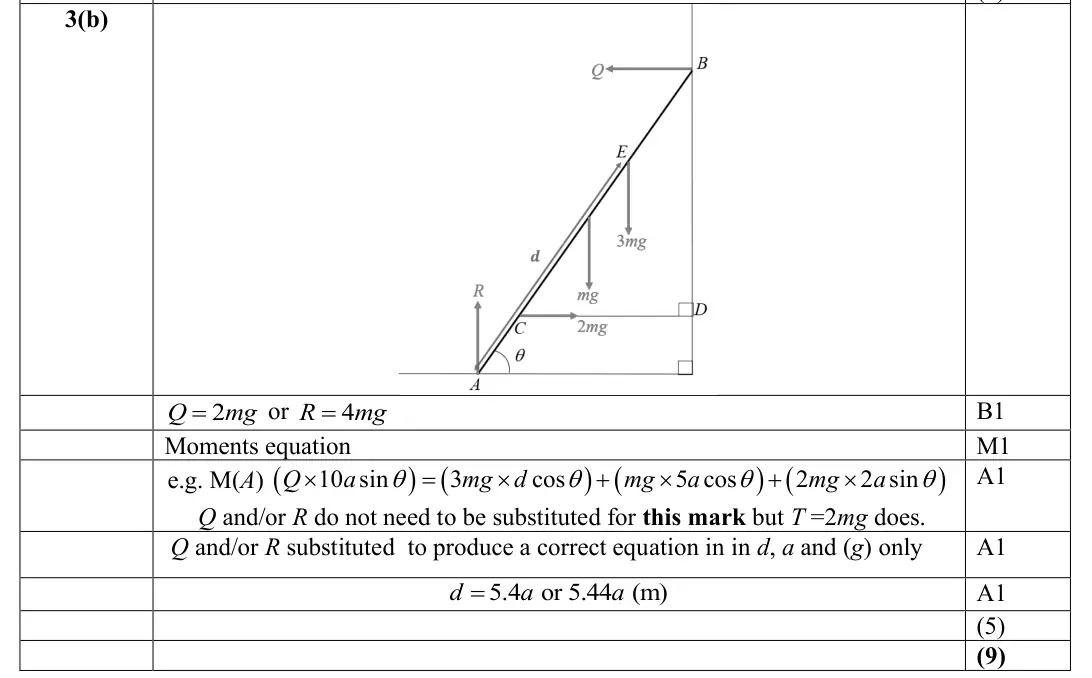 3(b)
Q
B
E
3mg
d
R
mg
D
C
2mg
θ
A
Q = 2mg or R = 4mg
B1
Moments equation
M1
e.g. M(A) (Q×10a sin θ) = (3mg × d cos θ) + (mg × 5a cos θ) + (2mg × 2a sin θ)
A1
Q and/or R do not need to be substituted for this mark but T =2mg does.
Q and/or R substituted to produce a correct equation in in d, a and (g) only
A1
d = 5.4a or 5.44a (m)
A1
(5)
(9)